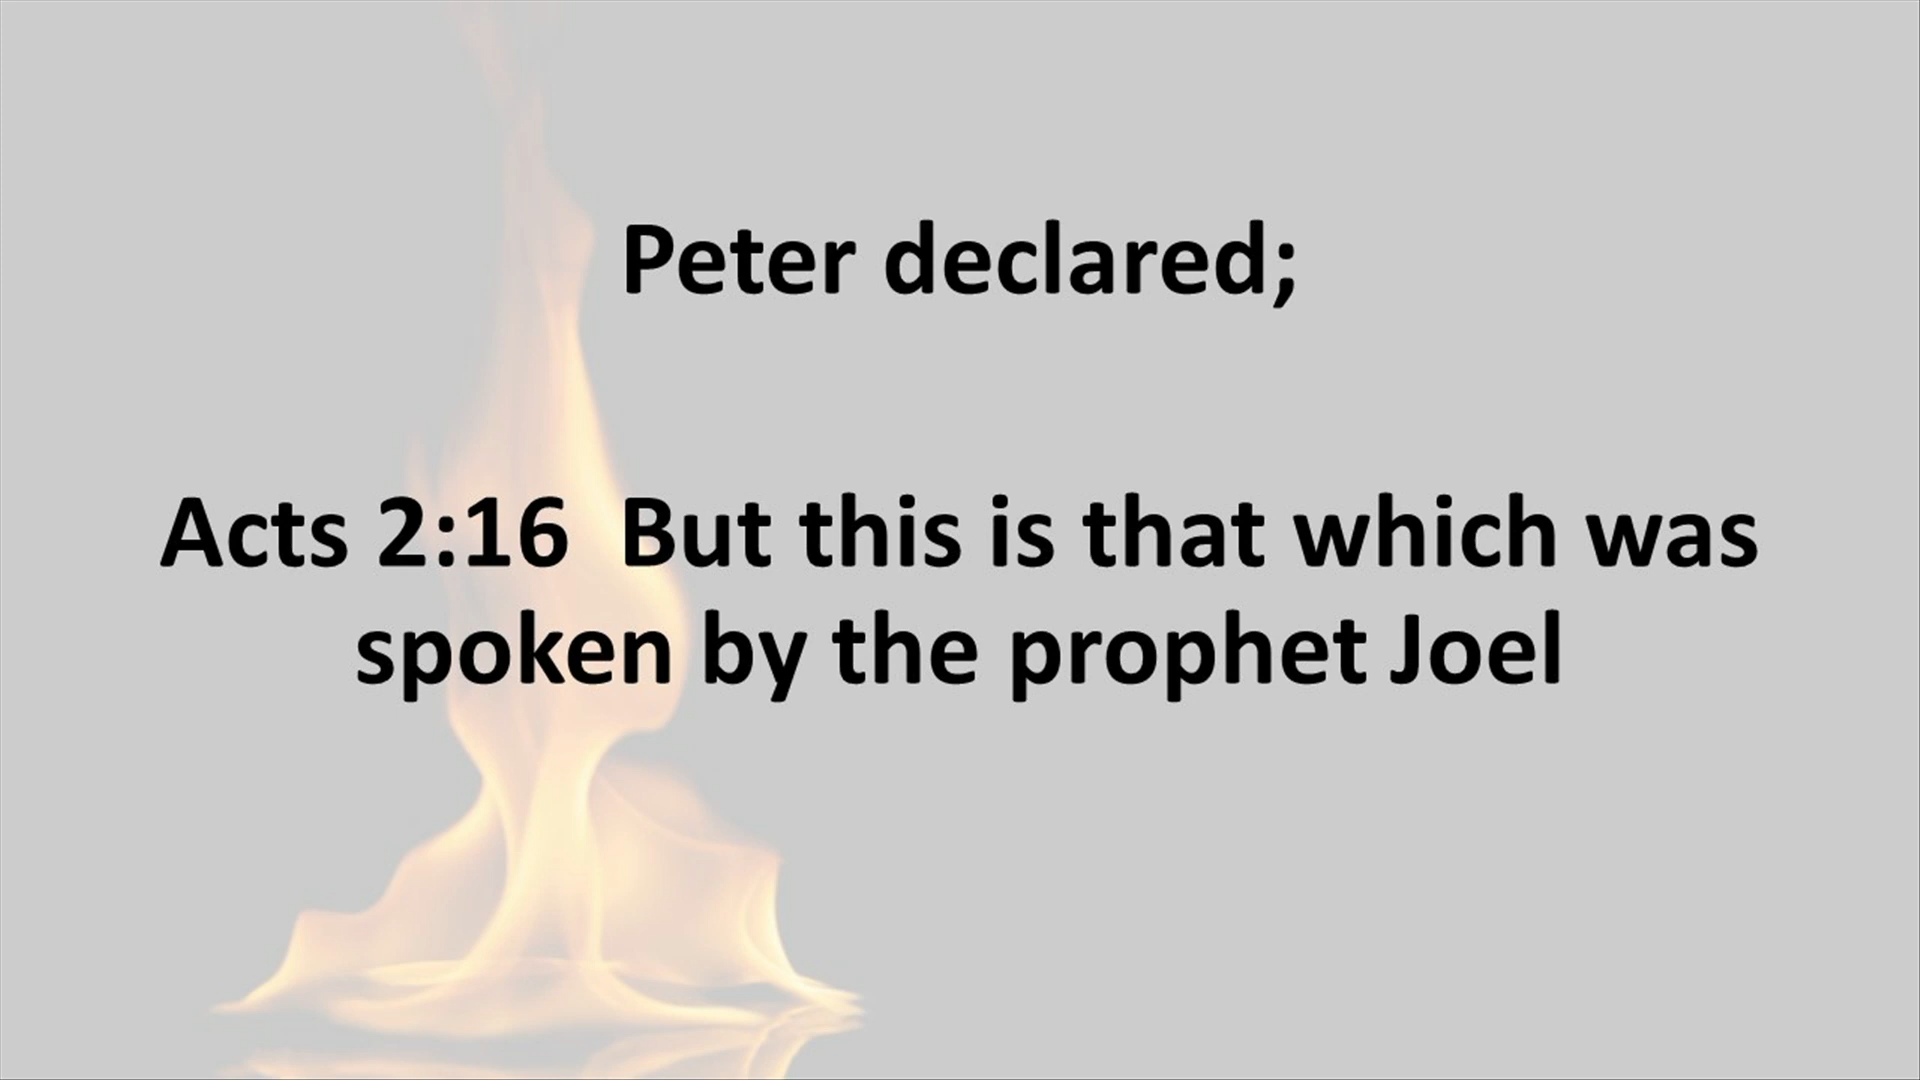 Peter declared;
Acts 2:16  But this is that which was
spoken by the prophet Joel